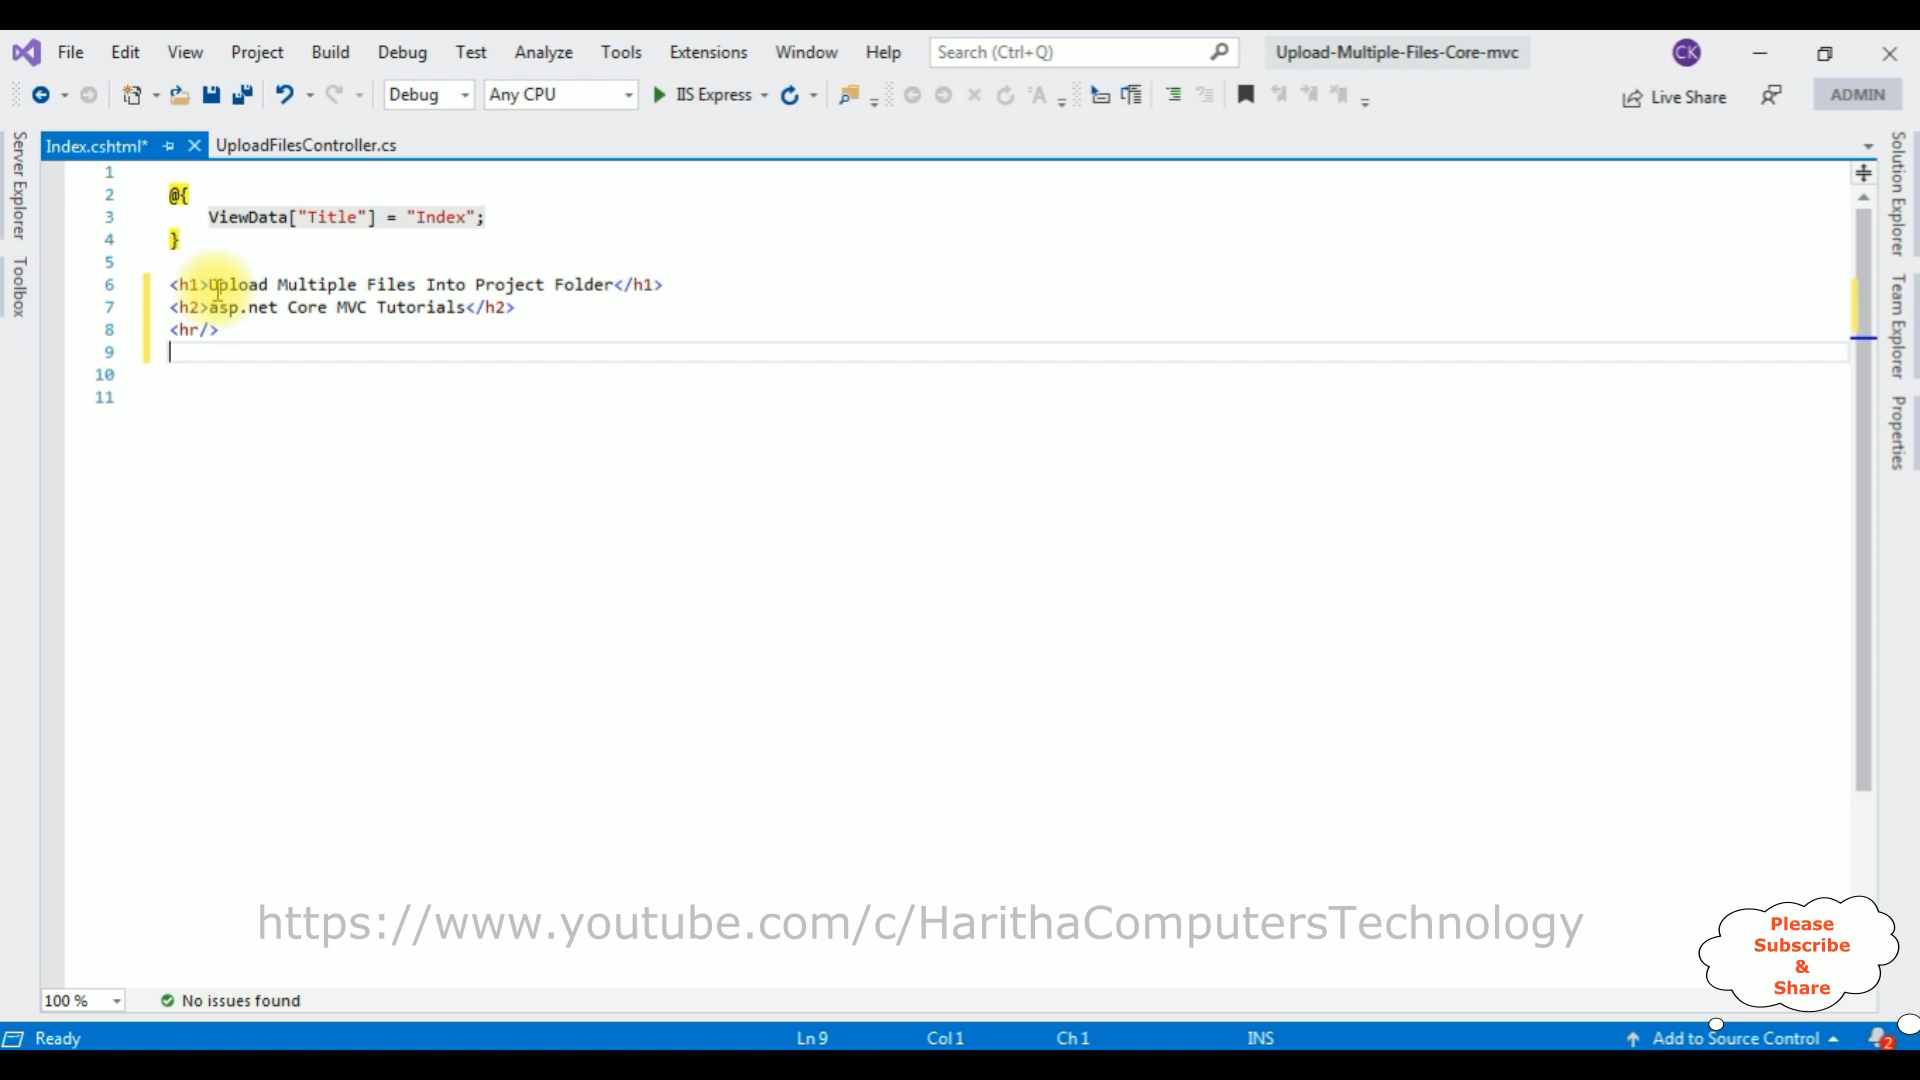 File Edit View Project Build Debug Test Analyze Tools Extensions Window Help Search (Ctrl+Q) Upload-Multiple-Files-Core-mvc CK
Debug Any CPU IIS Express Live Share ADMIN
Index.cshtml* UploadFilesController.cs
Server Explorer
Toolbox
Solution Explorer
Team Explorer
Properties
1
2 @{
3 ViewData["Title"] = "Index";
4 }
5
6 <h1>Upload Multiple Files Into Project Folder</h1>
7 <h2>asp.net Core MVC Tutorials</h2>
8 <hr/>
9
10
11
https://www.youtube.com/c/HarithaComputersTechnology
Please
Subscribe
&
Share
100 % No issues found
Ready Ln 9 Col 1 Ch 1 INS Add to Source Control 2